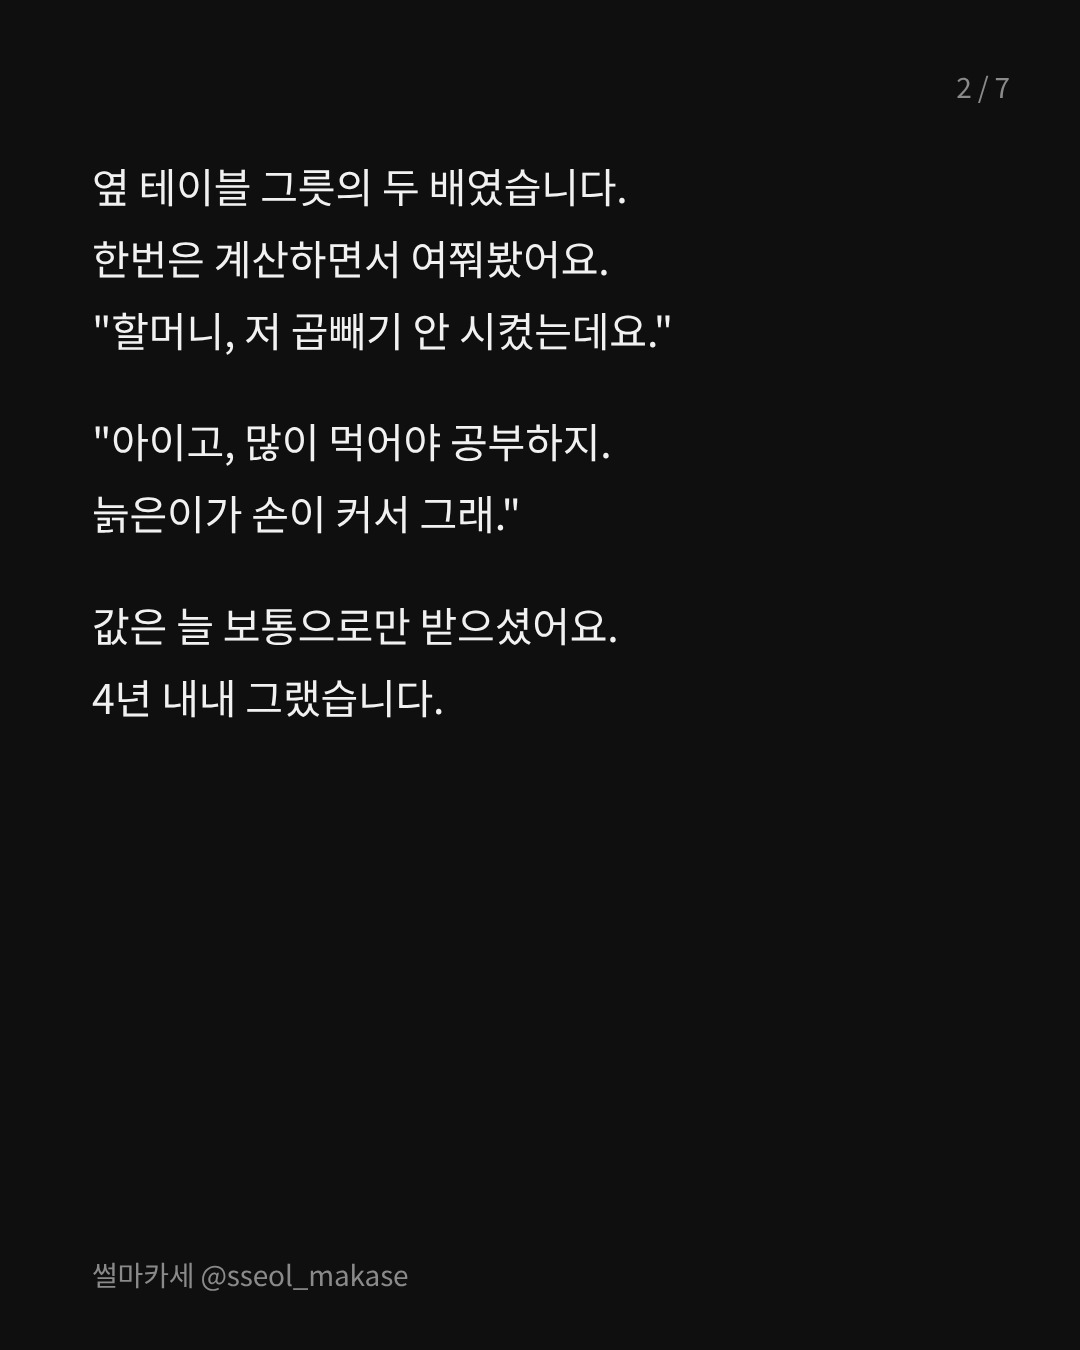 2 / 7
옆 테이블 그릇의 두 배였습니다.
한번은 계산하면서 여쭤봤어요.
"할머니, 저 곱빼기 안 시켰는데요."
"아이고, 많이 먹어야 공부하지.
늙은이가 손이 커서 그래."
값은 늘 보통으로만 받으셨어요.
4년 내내 그랬습니다.
썰마카세 @sseol_makase